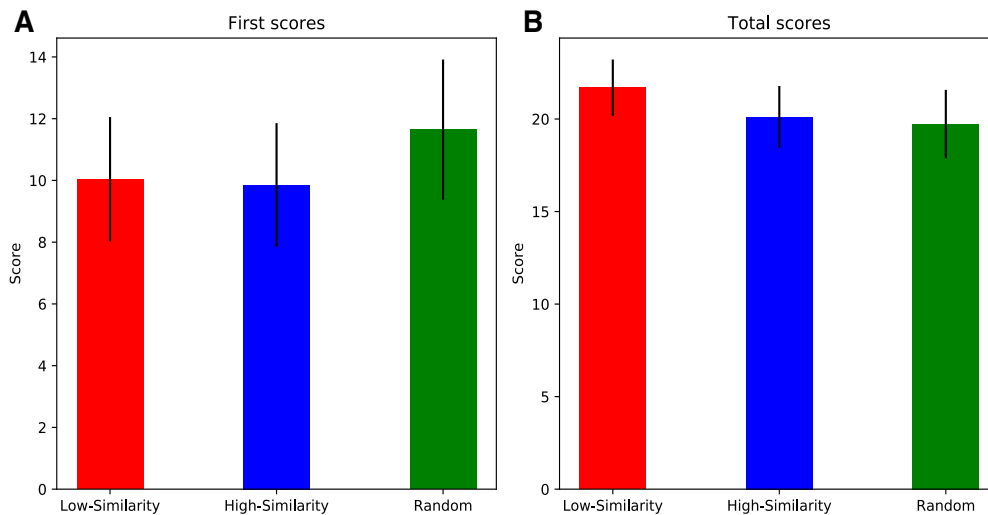 A
First scores
Score
14
12
10
8
6
4
2
0
Low-Similarity
High-Similarity
Random
B
Total scores
Score
20
15
10
5
0
Low-Similarity
High-Similarity
Random